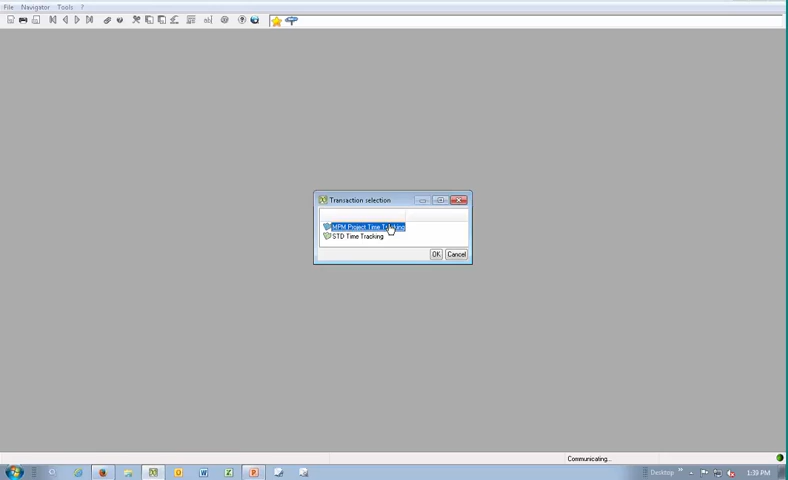 File Navigator Tools ?
Transaction selection
MPM Project Time Tracking
STD Time Tracking
OK Cancel
Communicating...
Desktop
1:39 PM